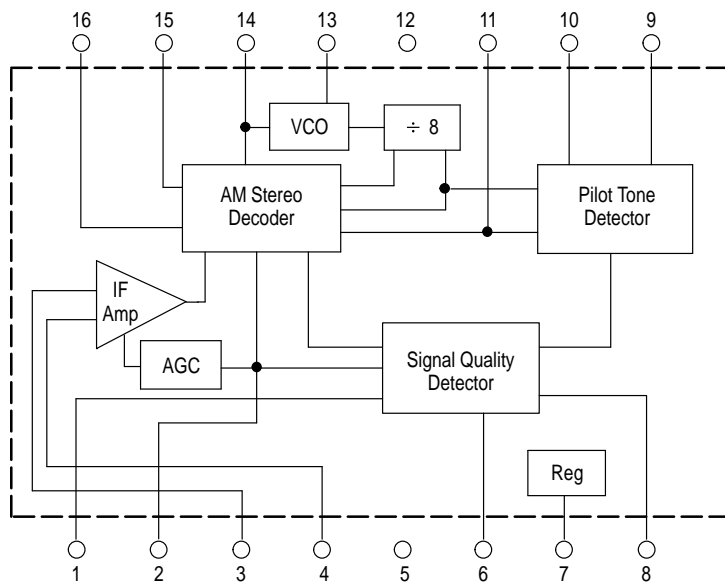 16 15 14 13 12 11 10 9
VCO
÷ 8
AM Stereo
Decoder
Pilot Tone
Detector
IF
Amp
AGC
Signal Quality
Detector
Reg
1 2 3 4 5 6 7 8